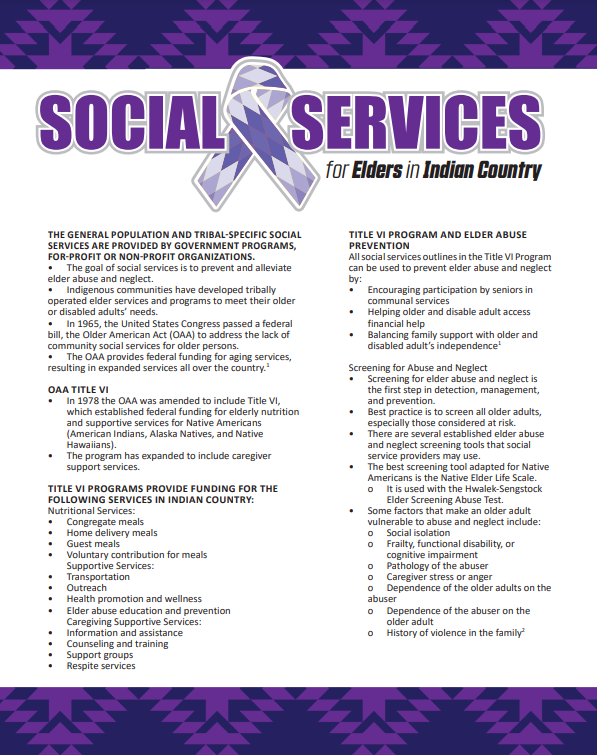 SOCIAL SERVICES
for Elders in Indian Country
THE GENERAL POPULATION AND TRIBAL-SPECIFIC SOCIAL
SERVICES ARE PROVIDED BY GOVERNMENT PROGRAMS,
FOR-PROFIT OR NON-PROFIT ORGANIZATIONS.
• The goal of social services is to prevent and alleviate
elder abuse and neglect.
• Indigenous communities have developed tribally
operated elder services and programs to meet their older
or disabled adults' needs.
• In 1965, the United States Congress passed a federal
bill, the Older American Act (OAA) to address the lack of
community social services for older persons.
• The OAA provides federal funding for aging services,
resulting in expanded services all over the country.1
OAA TITLE VI
• In 1978 the OAA was amended to include Title VI,
which established federal funding for elderly nutrition
and supportive services for Native Americans
(American Indians, Alaska Natives, and Native
Hawaiians).
• The program has expanded to include caregiver
support services.
TITLE VI PROGRAMS PROVIDE FUNDING FOR THE
FOLLOWING SERVICES IN INDIAN COUNTRY:
Nutritional Services:
• Congregate meals
• Home delivery meals
• Guest meals
• Voluntary contribution for meals
Supportive Services:
• Transportation
• Outreach
• Health promotion and wellness
• Elder abuse education and prevention
Caregiving Supportive Services:
• Information and assistance
• Counseling and training
• Support groups
• Respite services
TITLE VI PROGRAM AND ELDER ABUSE
PREVENTION
All social services outlines in the Title VI Program
can be used to prevent elder abuse and neglect
by:
• Encouraging participation by seniors in
communal services
• Helping older and disable adult access
financial help
• Balancing family support with older and
disabled adult's independence1
Screening for Abuse and Neglect
• Screening for elder abuse and neglect is
the first step in detection, management,
and prevention.
• Best practice is to screen all older adults,
especially those considered at risk.
• There are several established elder abuse
and neglect screening tools that social
service providers may use.
• The best screening tool adapted for Native
Americans is the Native Elder Life Scale.
o It is used with the Hwalek-Sengstock
Elder Screening Abuse Test.
• Some factors that make an older adult
vulnerable to abuse and neglect include:
o Social isolation
o Frailty, functional disability, or
cognitive impairment
o Pathology of the abuser
o Caregiver stress or anger
o Dependence of the older adults on the
abuser
o Dependence of the abuser on the
older adult
o History of violence in the family2